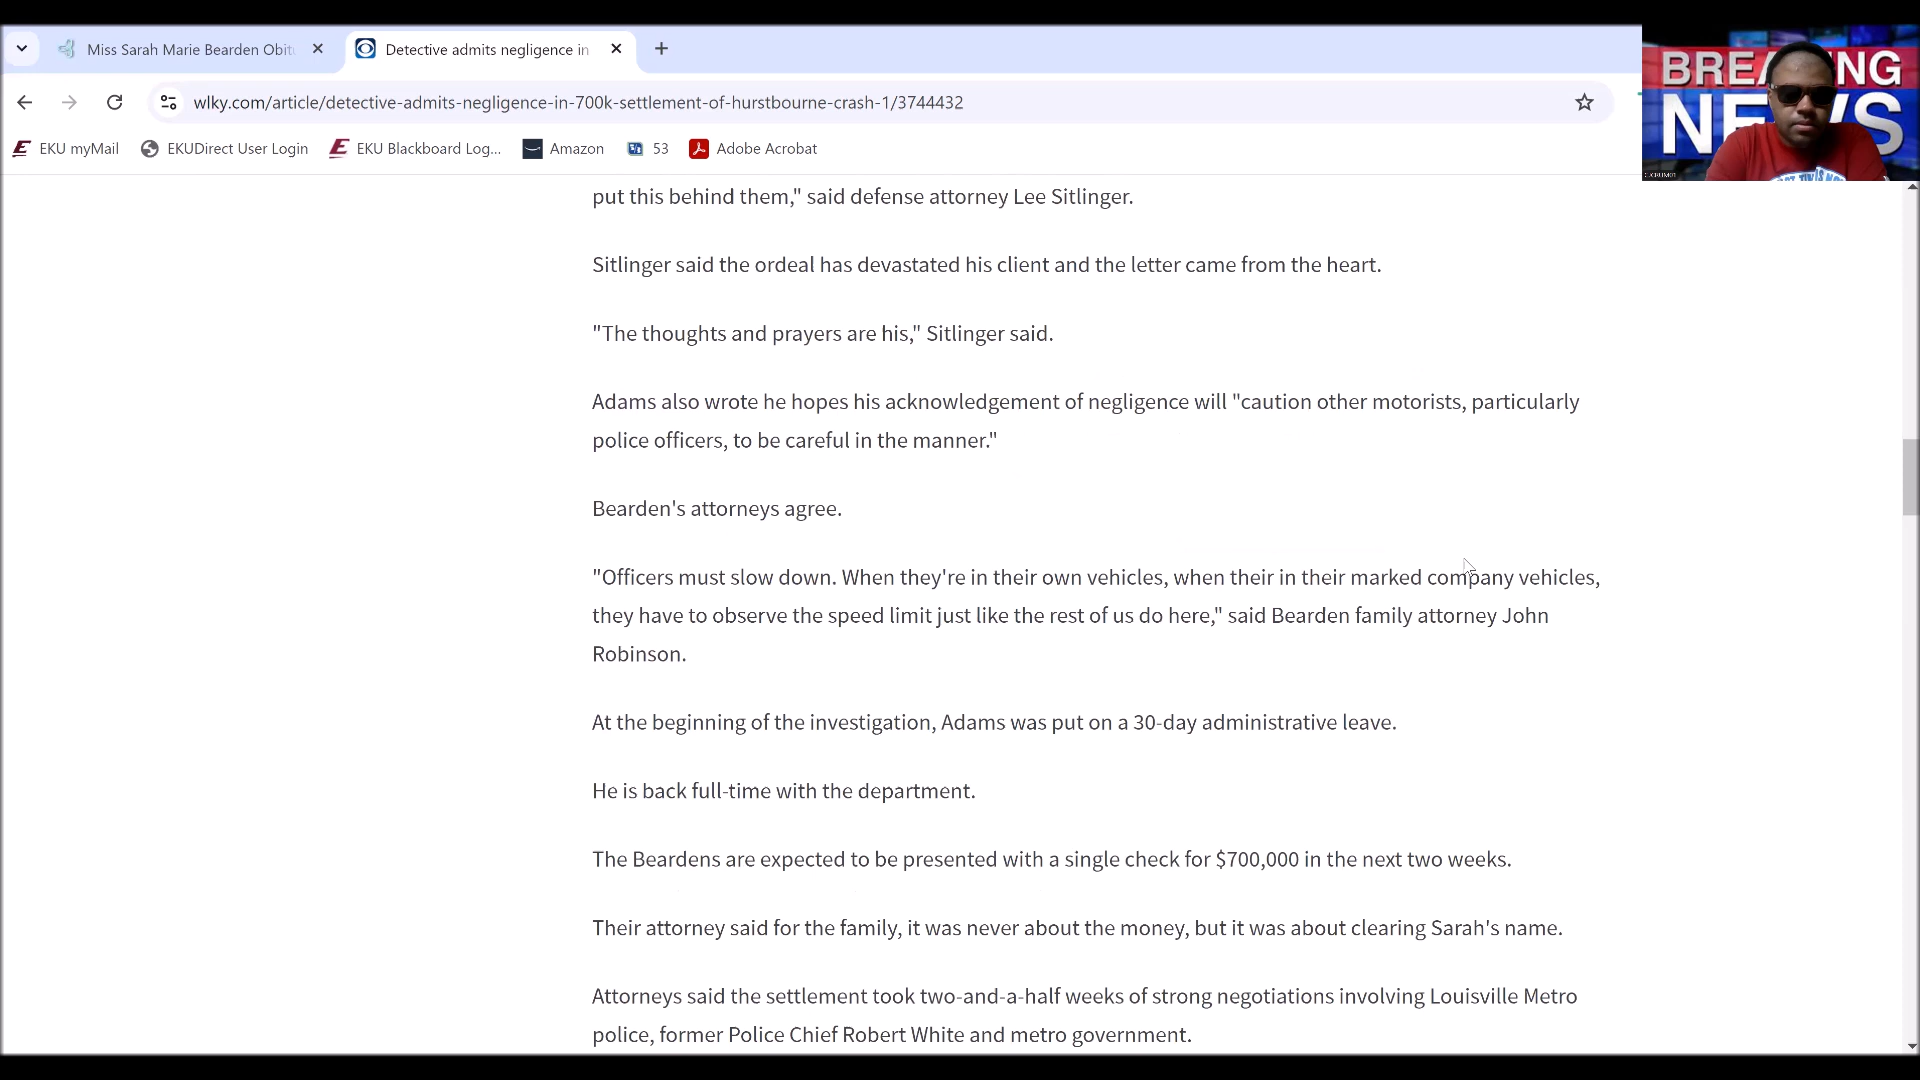 Miss Sarah Marie Bearden Obitu
Detective admits negligence in
wlky.com/article/detective-admits-negligence-in-700k-settlement-of-hurstbourne-crash-1/3744432
EKU myMail
EKUDirect User Login
EKU Blackboard Log...
Amazon
53
Adobe Acrobat
BREA NG
NE S
put this behind them," said defense attorney Lee Sitlinger.
Sitlinger said the ordeal has devastated his client and the letter came from the heart.
"The thoughts and prayers are his," Sitlinger said.
Adams also wrote he hopes his acknowledgement of negligence will "caution other motorists, particularly
police officers, to be careful in the manner."
Bearden's attorneys agree.
"Officers must slow down. When they're in their own vehicles, when their in their marked company vehicles,
they have to observe the speed limit just like the rest of us do here," said Bearden family attorney John
Robinson.
At the beginning of the investigation, Adams was put on a 30-day administrative leave.
He is back full-time with the department.
The Beardens are expected to be presented with a single check for $700,000 in the next two weeks.
Their attorney said for the family, it was never about the money, but it was about clearing Sarah's name.
Attorneys said the settlement took two-and-a-half weeks of strong negotiations involving Louisville Metro
police, former Police Chief Robert White and metro government.